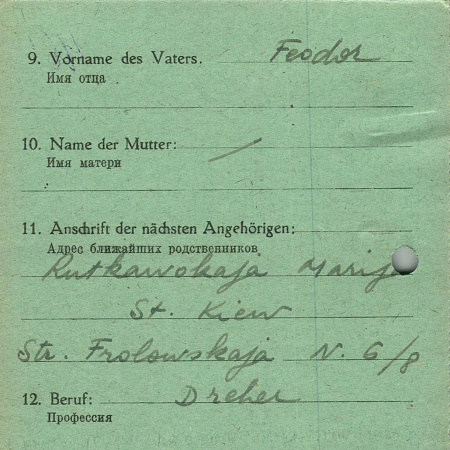 9. Vorname des Vaters. Feodor
Имя отца
10. Name der Mutter: /
Имя матери
11. Anschrift der nächsten Angehörigen:
Адрес ближайших родственников
Rutkawskaja Marija
St. Kiew
Str. Frolowskaja N. 6/8
12. Beruf: Dreher
Профессия